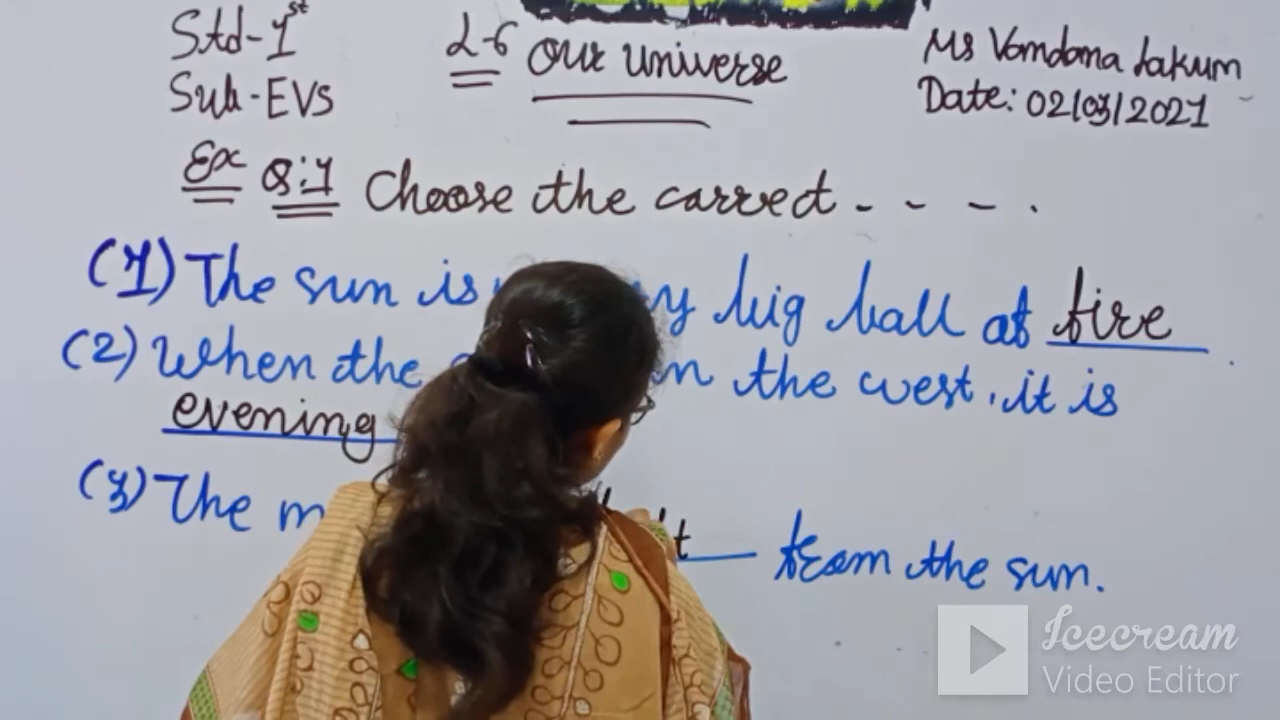 Std-1st
Sub-EVS
L-6 Our universe
Ms Vandana Lakum
Date: 02/03/2021
Ex Q:1 Choose the carrect - - - .
(1) The sun is big ball of fire .
(2) When the in the west, it is
evening
(3) The from the sun.
Icecream
Video Editor